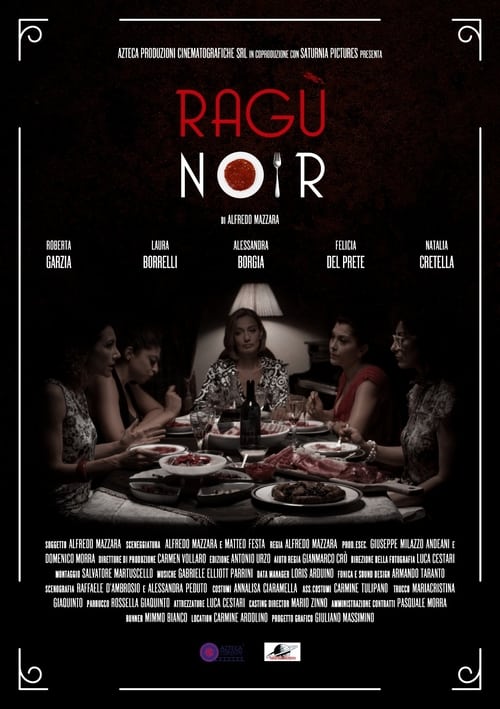 AZTECA PRODUZIONI CINEMATOGRAFICHE SRL IN COPRODUZIONE CON SATURNIA PICTURES PRESENTA
RAGÙ
NOIR
DI ALFREDO MAZZARA
ROBERTA GARZIA
LAURA BORRELLI
ALESSANDRA BORGIA
FELICIA DEL PRETE
NATALIA CRETELLA
SOGGETTO ALFREDO MAZZARA SCENEGGIATURA ALFREDO MAZZARA E MATTEO FESTA REGIA ALFREDO MAZZARA PROD.ESEC. GIUSEPPE MILAZZO ANDEANI E
DOMENICO MORRA DIRETTORE DI PRODUZIONE CARMEN VOLLARO EDIZIONE ANTONIO URZO AIUTO REGIA GIANMARCO CRÒ DIREZIONE DELLA FOTOGRAFIA LUCA CESTARI
MONTAGGIO SALVATORE MARTUSCELLO MUSICHE GABRIELE ELLIOTT PARRINI DATA MANAGER LORIS ARDUINO FONICA E SOUND DESIGN ARMANDO TARANTO
SCENOGRAFIA RAFFAELE D'AMBROSIO E ALESSANDRA PEDUTO COSTUMI ANNALISA CIARAMELLA ASS.COSTUMI CARMINE TULIPANO TRUCCO MARIACRISTINA
GIAQUINTO PARRUCCO ROSSELLA GIAQUINTO ATTREZZATORE LUCA CESTARI CASTING DIRECTOR MARIO ZINNO AMMINISTRAZIONE CONTRATTI PASQUALE MORRA
RUNNER MIMMO BIANCO LOCATION CARMINE ARDOLINO PROGETTO GRAFICO GIULIANO MASSIMINO
AZTECA